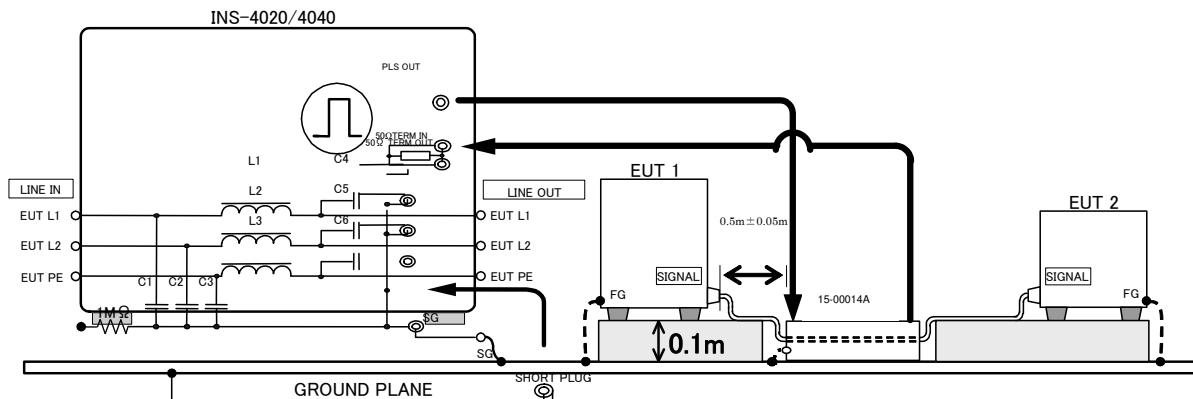 INS-4020/4040
PLS OUT
50ΩTERM IN
50Ω TERM OUT
L1
C4
LINE IN
L2
C5
LINE OUT
EUT L1
EUT L1
L3
C6
EUT L2
EUT L2
EUT PE
C1
C2
C3
EUT PE
1MΩ
SG
SG
EUT 1
0.5m±0.05m
SIGNAL
FG
15-00014A
EUT 2
SIGNAL
FG
0.1m
GROUND PLANE
SHORT PLUG